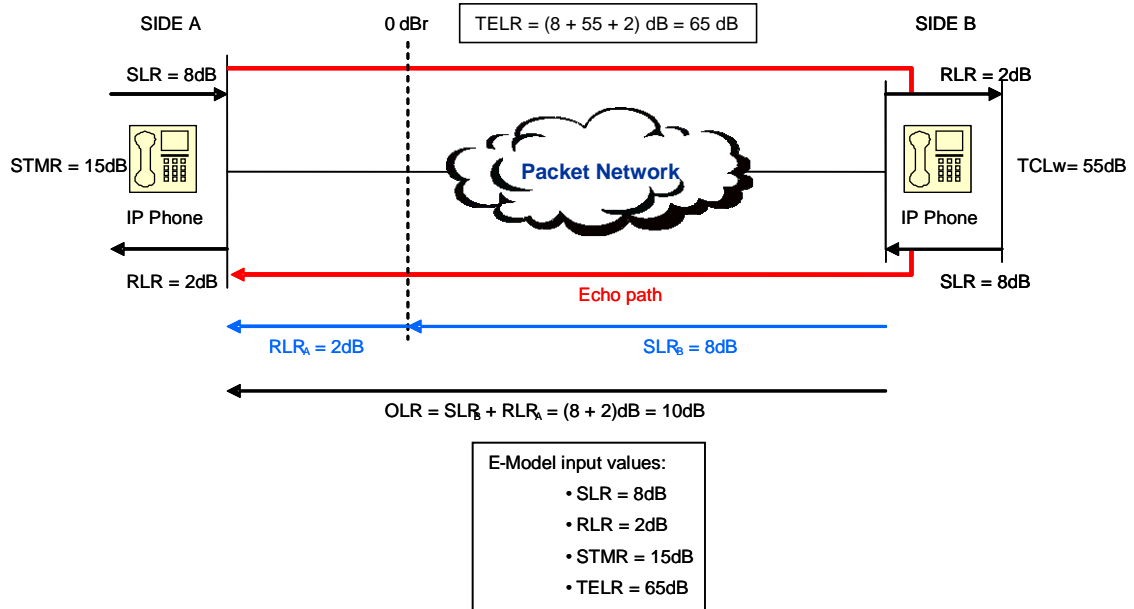 SIDE A
0 dBr
TELR = (8 + 55 + 2) dB = 65 dB
SIDE B
SLR = 8dB
RLR = 2dB
STMR = 15dB
Packet Network
TCLw= 55dB
IP Phone
IP Phone
RLR = 2dB
SLR = 8dB
Echo path
RLRA = 2dB
SLRB = 8dB
OLR = SLRB + RLRA = (8 + 2)dB = 10dB
E-Model input values:
• SLR = 8dB
• RLR = 2dB
• STMR = 15dB
• TELR = 65dB